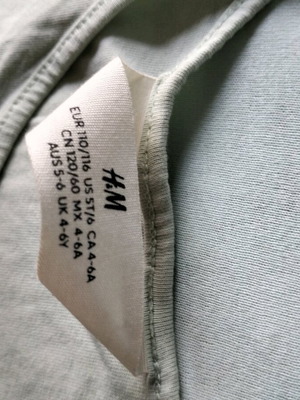 H&M
EUR 110/116 US 5T/6 CA 4-6A
CN 120/60 MX 4-6A
AUS 5-6 UK 4-6Y